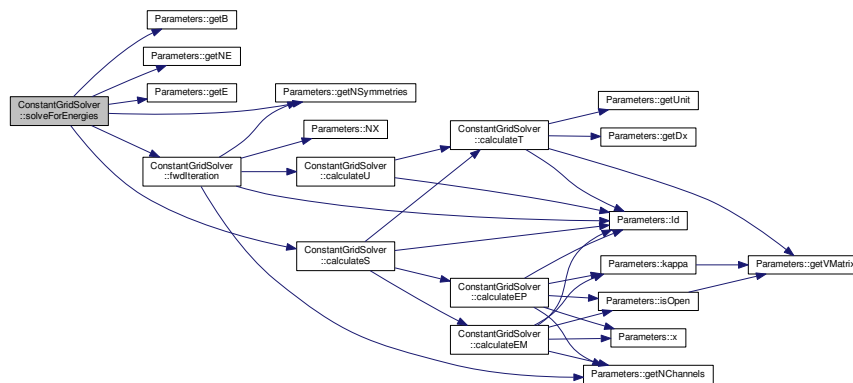 ConstantGridSolver
::solveForEnergies
Parameters::getB
Parameters::getNE
Parameters::getE
Parameters::getNSymmetries
Parameters::NX
ConstantGridSolver
::fwdIteration
ConstantGridSolver
::calculateU
ConstantGridSolver
::calculateS
ConstantGridSolver
::calculateT
ConstantGridSolver
::calculateEP
ConstantGridSolver
::calculateEM
Parameters::getUnit
Parameters::getDx
Parameters::Id
Parameters::kappa
Parameters::isOpen
Parameters::x
Parameters::getNChannels
Parameters::getVMatrix